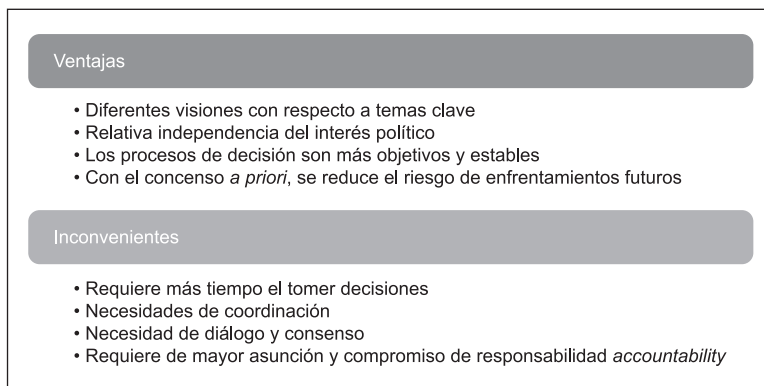 Ventajas
• Diferentes visiones con respecto a temas clave
• Relativa independencia del interés político
• Los procesos de decisión son más objetivos y estables
• Con el concenso a priori, se reduce el riesgo de enfrentamientos futuros
Inconvenientes
• Requiere más tiempo el tomer decisiones
• Necesidades de coordinación
• Necesidad de diálogo y consenso
• Requiere de mayor asunción y compromiso de responsabilidad accountability